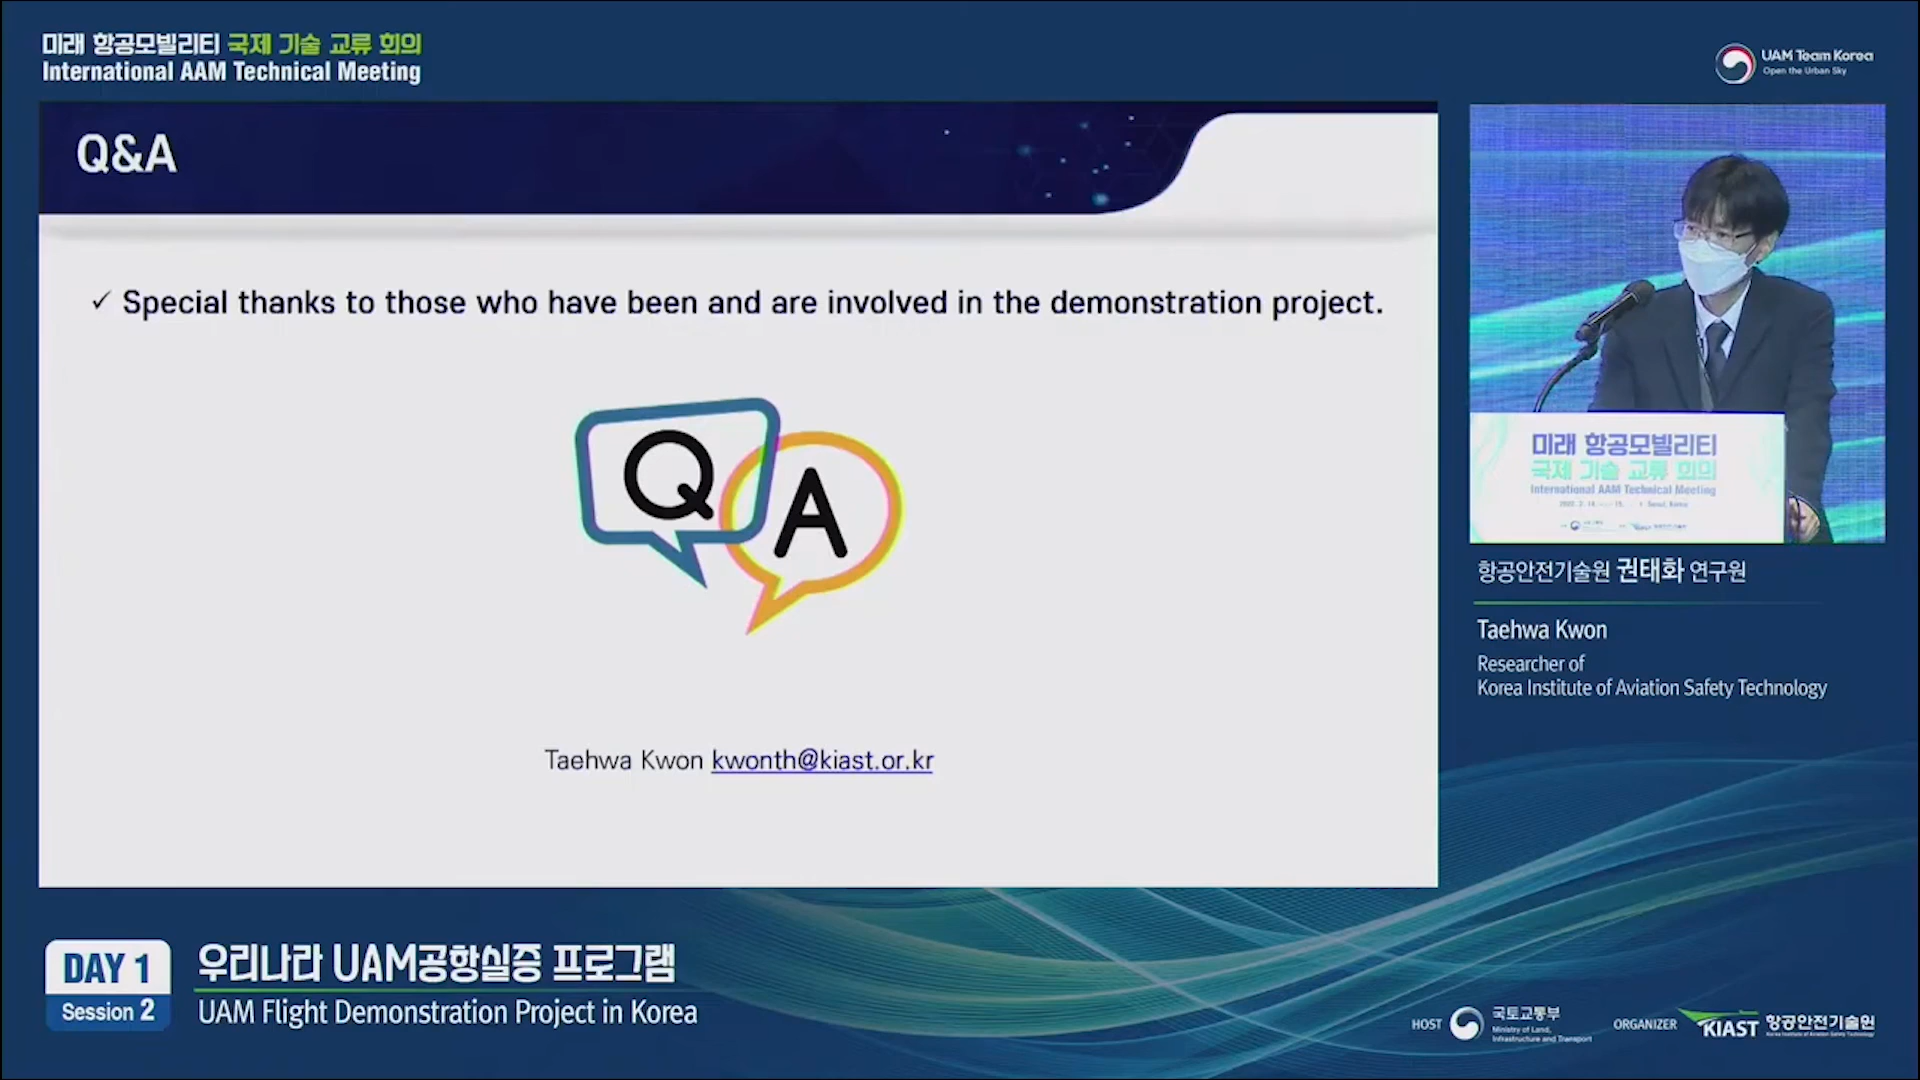 미래 항공모빌리티 국제 기술 교류 회의
International AAM Technical Meeting
UAM Team Korea
Open the Urban Sky
Q&A
✓ Special thanks to those who have been and are involved in the demonstration project.
Q
A
Taehwa Kwon kwonth@kiast.or.kr
미래 항공모빌리티
국제 기술 교류 회의
International AAM Technical Meeting
항공안전기술원 권태화 연구원
Taehwa Kwon
Researcher of
Korea Institute of Aviation Safety Technology
DAY 1
Session 2
우리나라 UAM공항실증 프로그램
UAM Flight Demonstration Project in Korea
HOST
국토교통부
Ministry of Land,
Infrastructure and Transport
ORGANIZER
KIAST
항공안전기술원
Korea Institute of Aviation Safety Technology